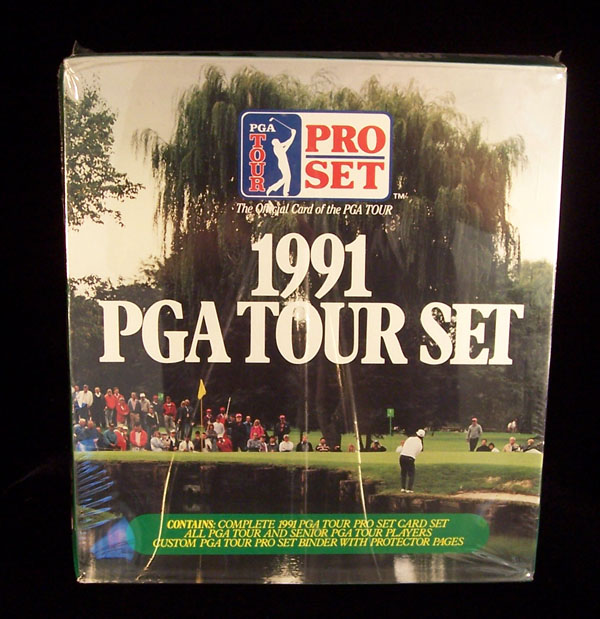 PGA TOUR
PRO SET
TM
The Official Card of the PGA TOUR
1991
PGA TOUR SET
CONTAINS: COMPLETE 1991 PGA TOUR PRO SET CARD SET
ALL PGA TOUR AND SENIOR PGA TOUR PLAYERS
CUSTOM PGA TOUR PRO SET BINDER WITH PROTECTOR PAGES